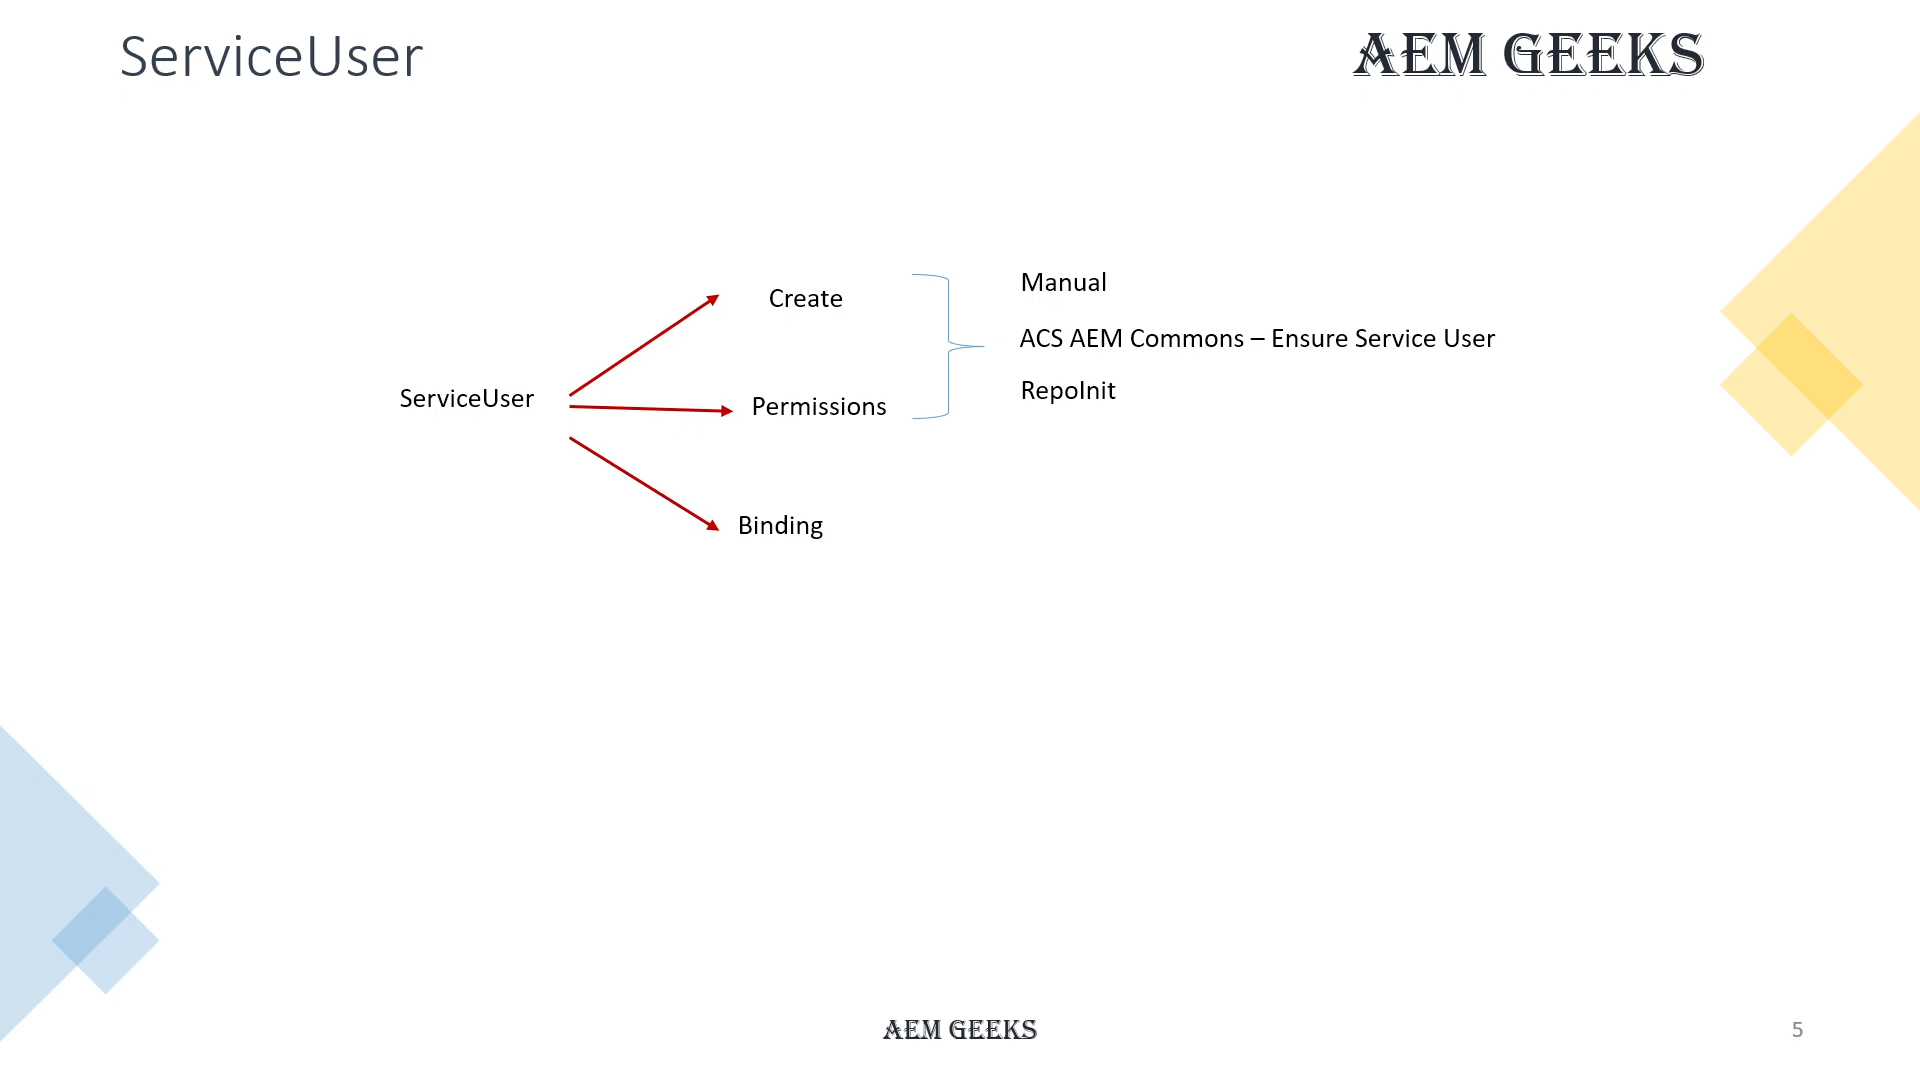 ServiceUser
AEM GEEKS
Create
Manual
ACS AEM Commons – Ensure Service User
RepoInit
ServiceUser
Permissions
Binding
AEM GEEKS
5